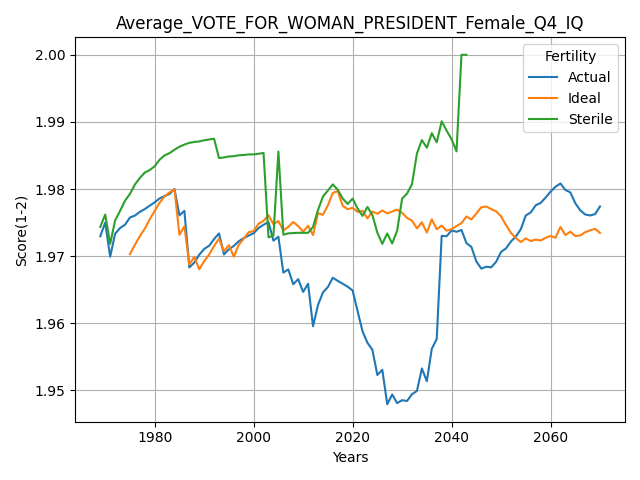 Average_VOTE_FOR_WOMAN_PRESIDENT_Female_Q4_IQ
Fertility
Actual
Ideal
Sterile
Score(1-2)
2.00
1.99
1.98
1.97
1.96
1.95
1980
2000
2020
2040
2060
Years